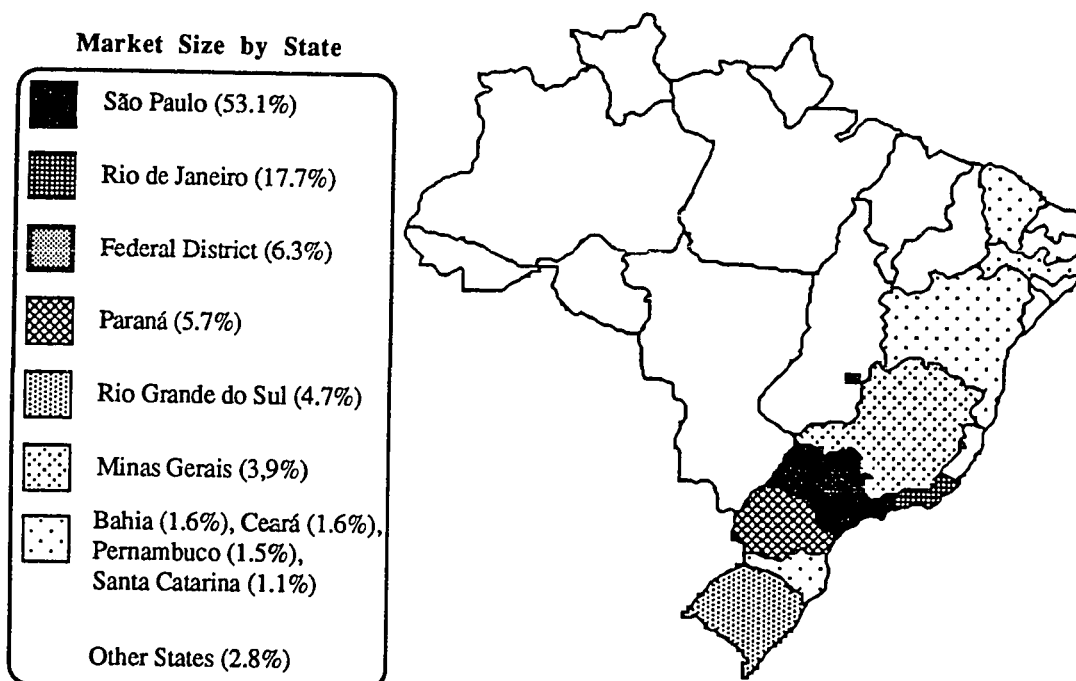 Market Size by State
São Paulo (53.1%)
Rio de Janeiro (17.7%)
Federal District (6.3%)
Paraná (5.7%)
Rio Grande do Sul (4.7%)
Minas Gerais (3,9%)
Bahia (1.6%), Ceará (1.6%),
Pernambuco (1.5%),
Santa Catarina (1.1%)
Other States (2.8%)